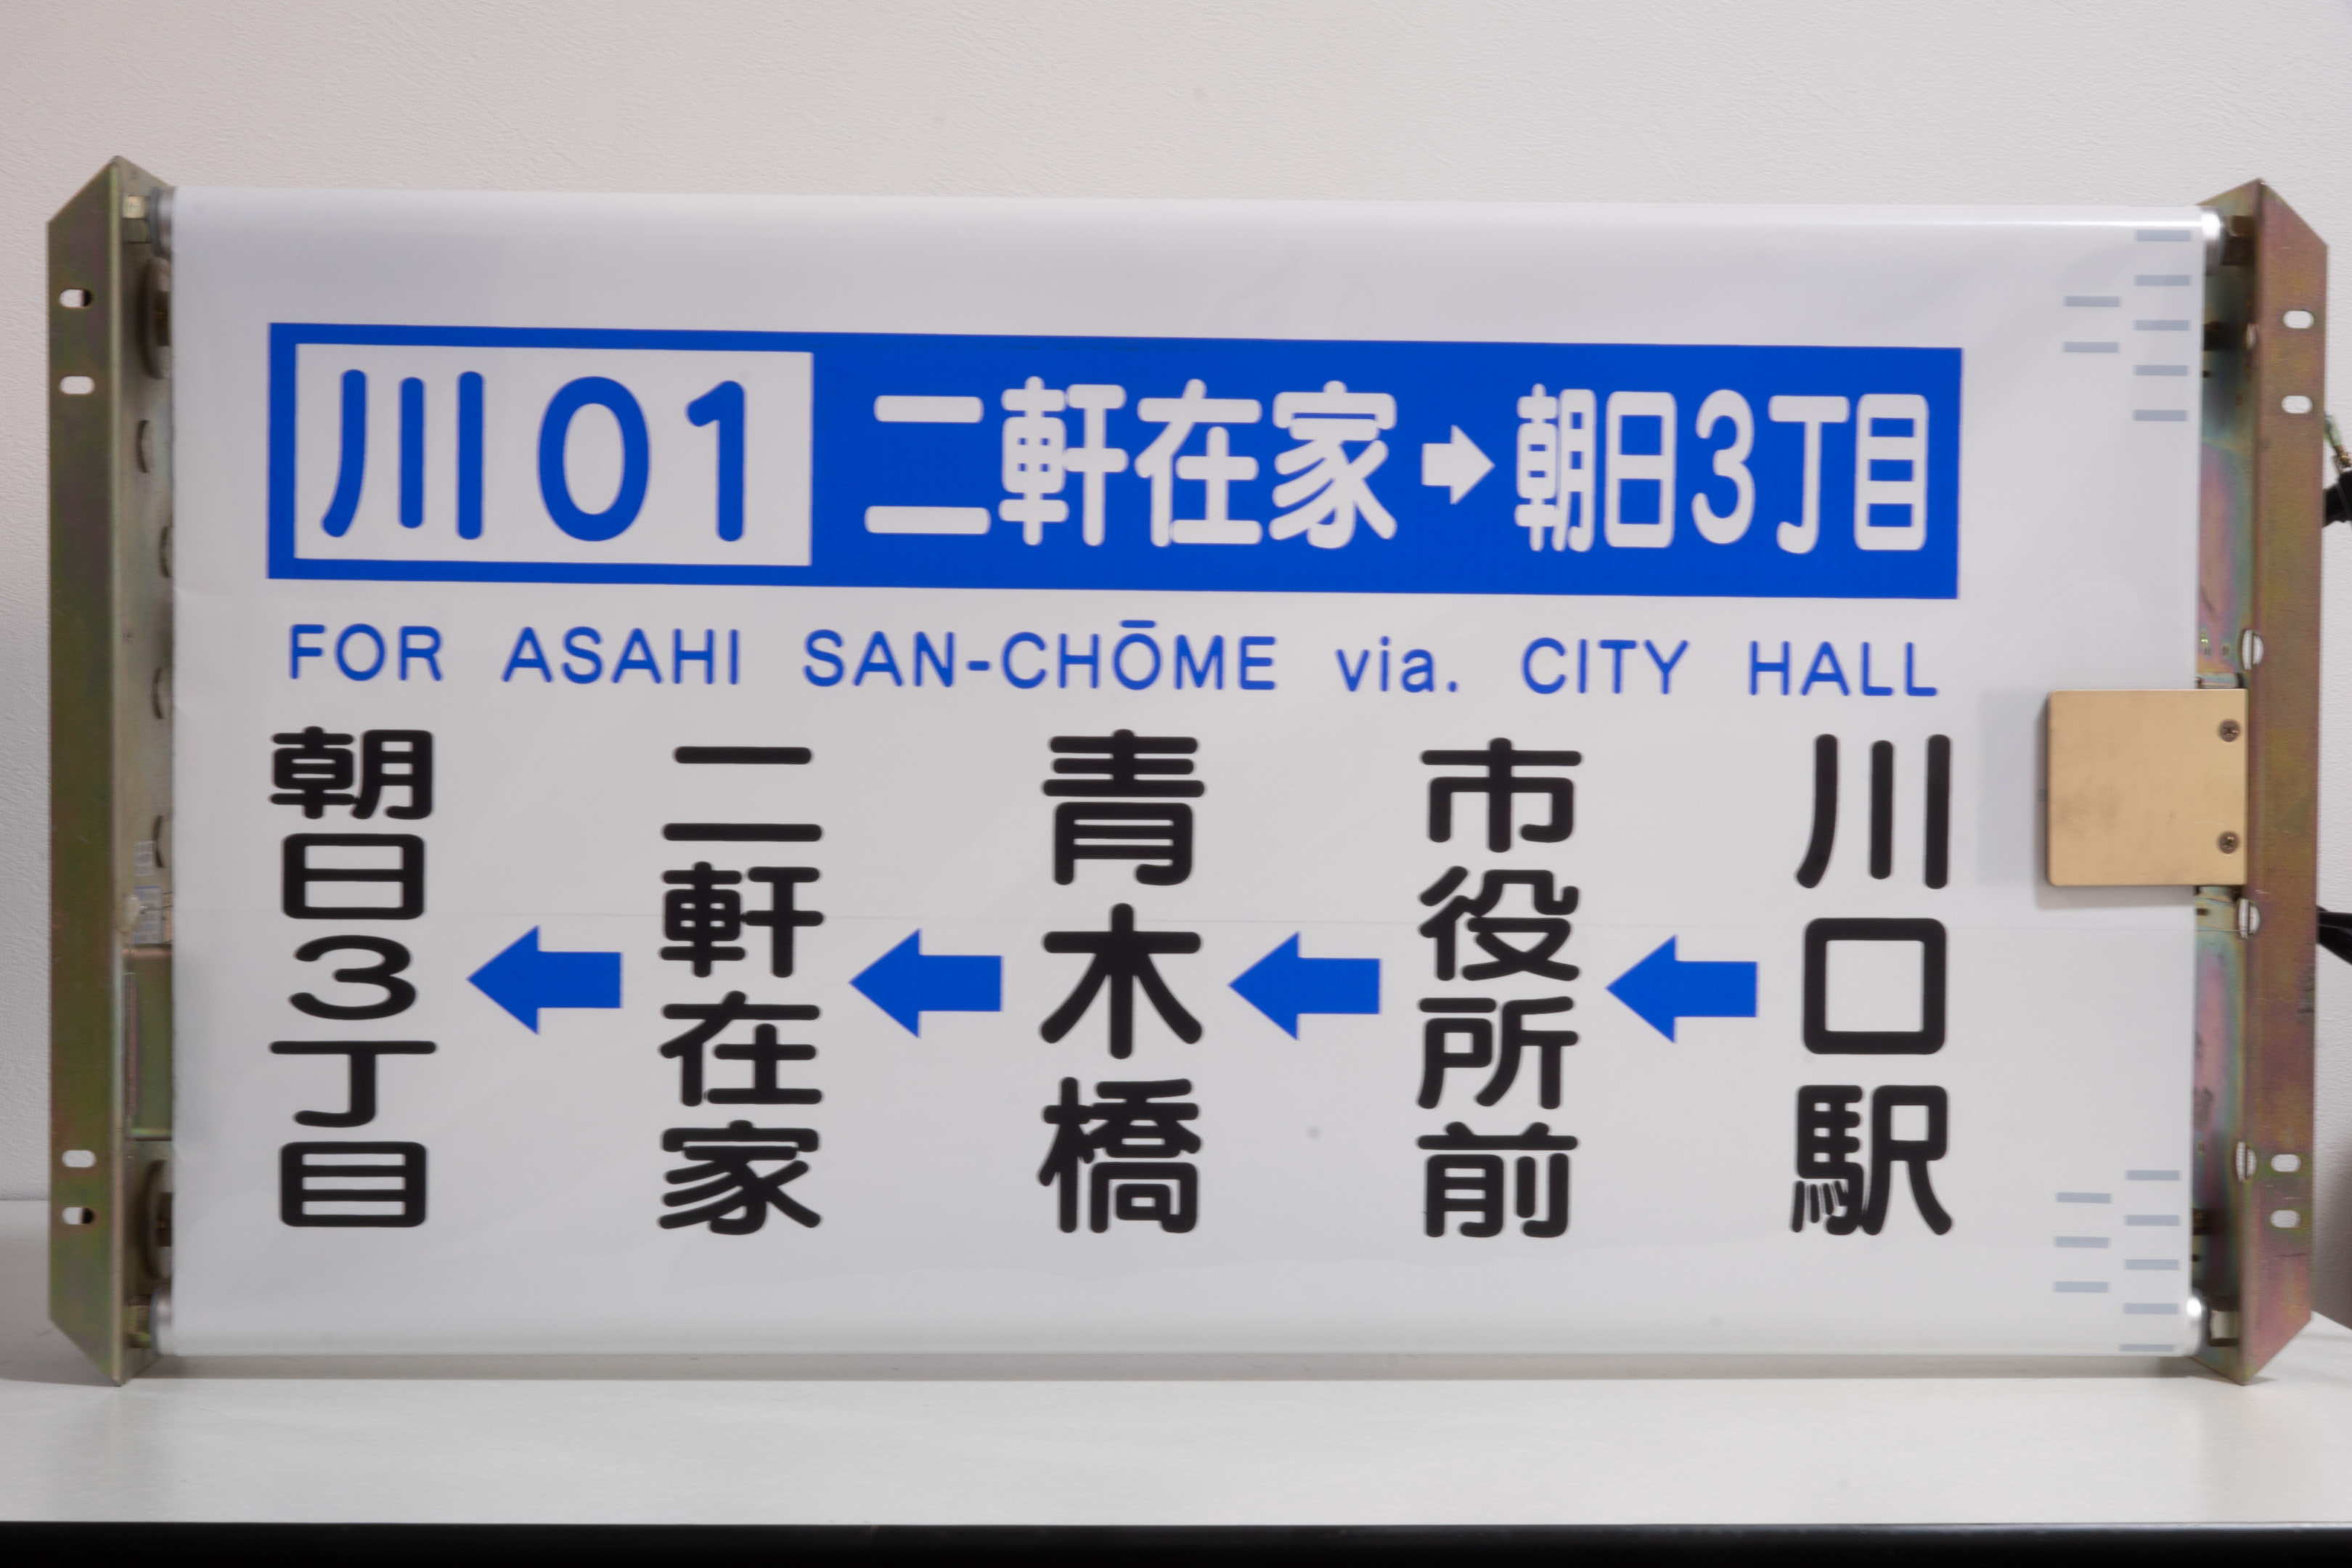 川01 二軒在家➡朝日3丁目
FOR ASAHI SAN-CHŌME via. CITY HALL
川口駅
市役所前
青木橋
二軒在家
朝日3丁目